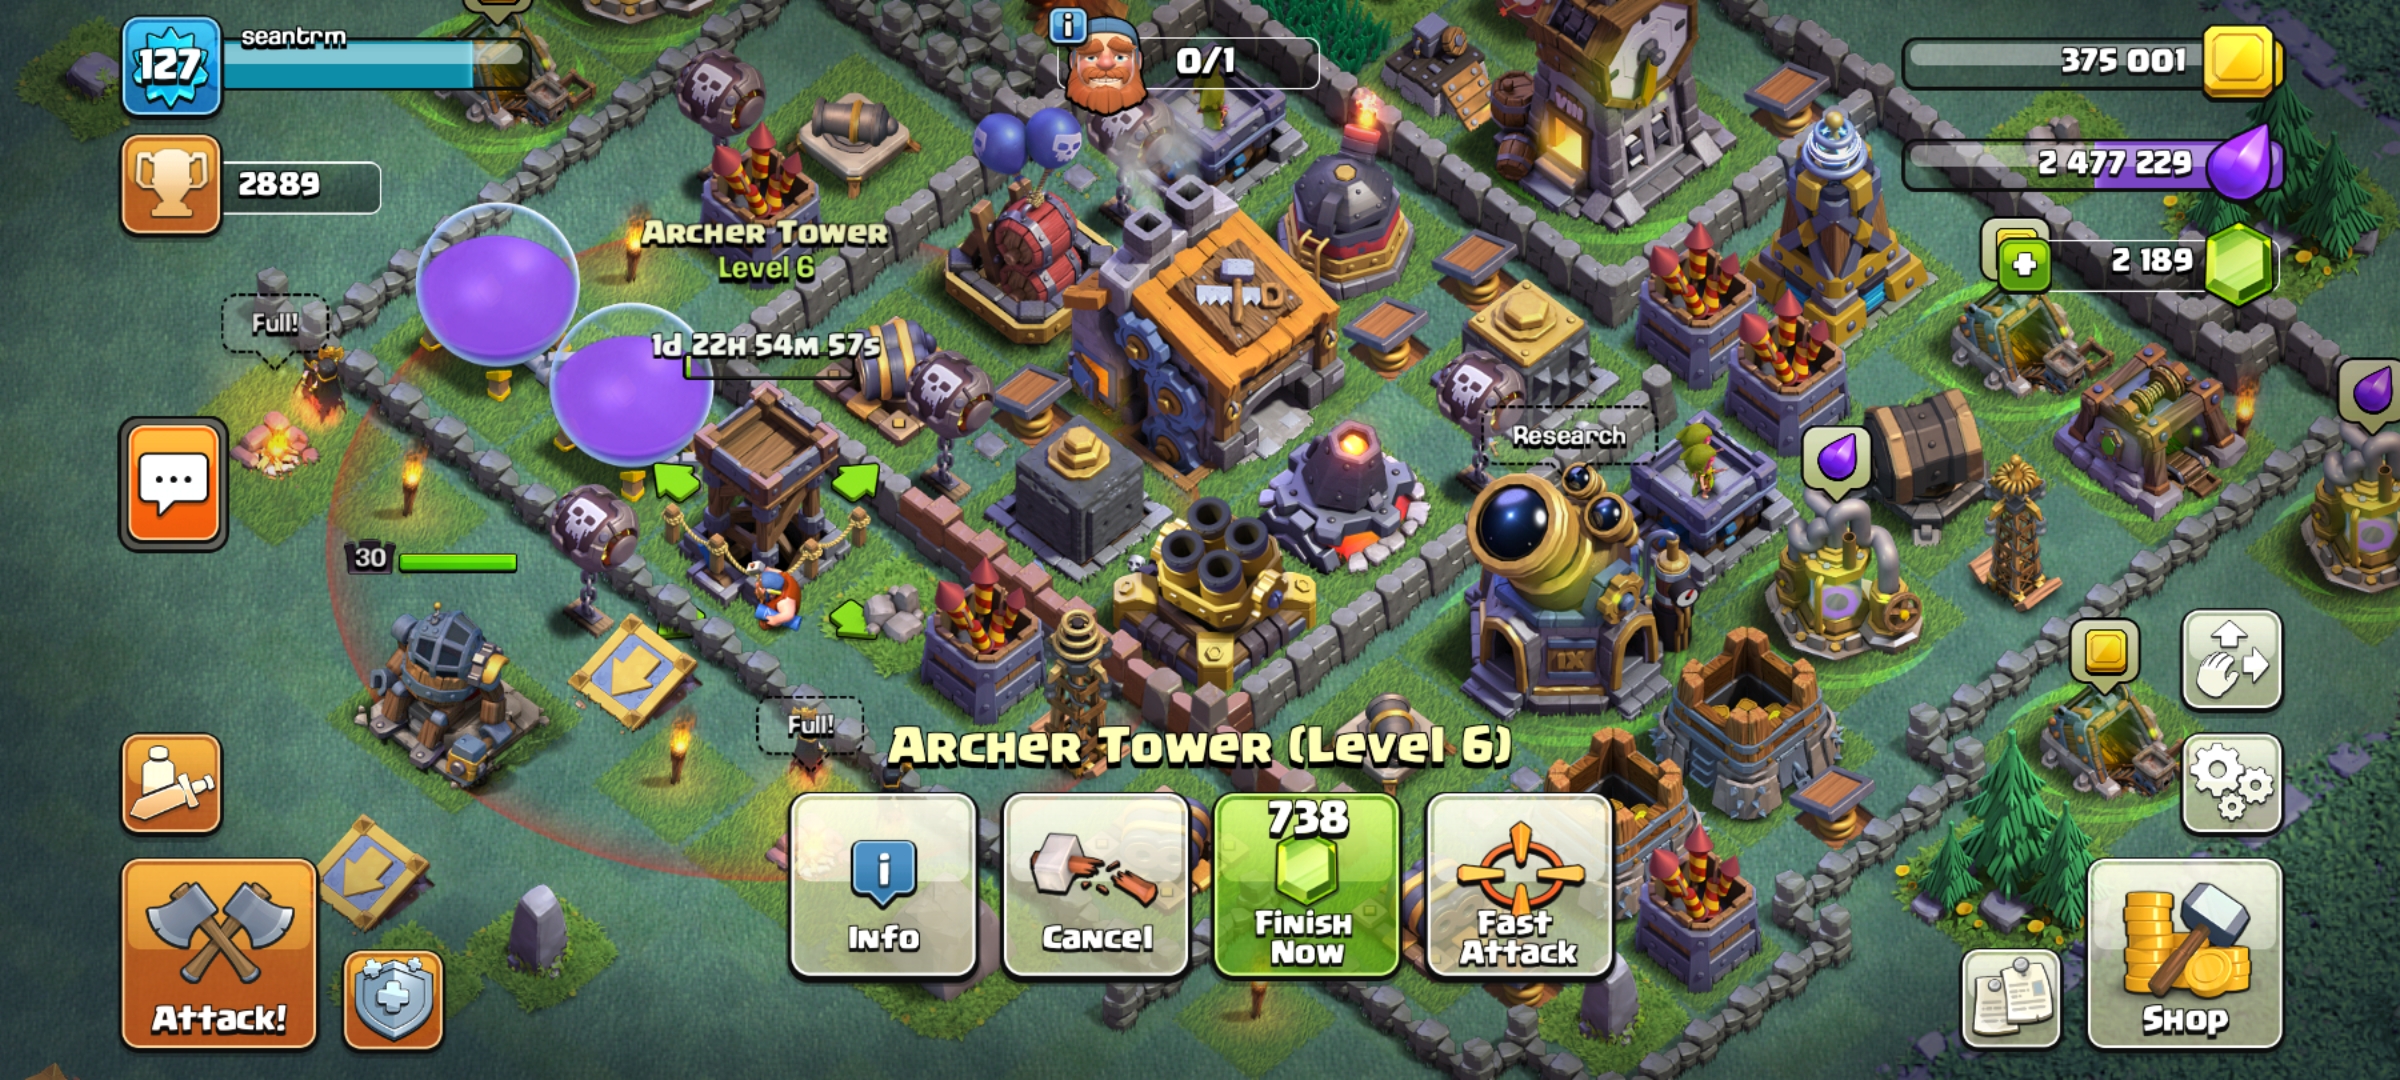 127
seantrm
0/1
375 001
2889
2 477 229
Archer Tower
Level 6
2 189
Full!
1d 22h 54m 57s
Research
30
Full!
IX
Archer Tower (Level 6)
738
Info
Cancel
Finish
Now
Fast
Attack
Attack!
Shop